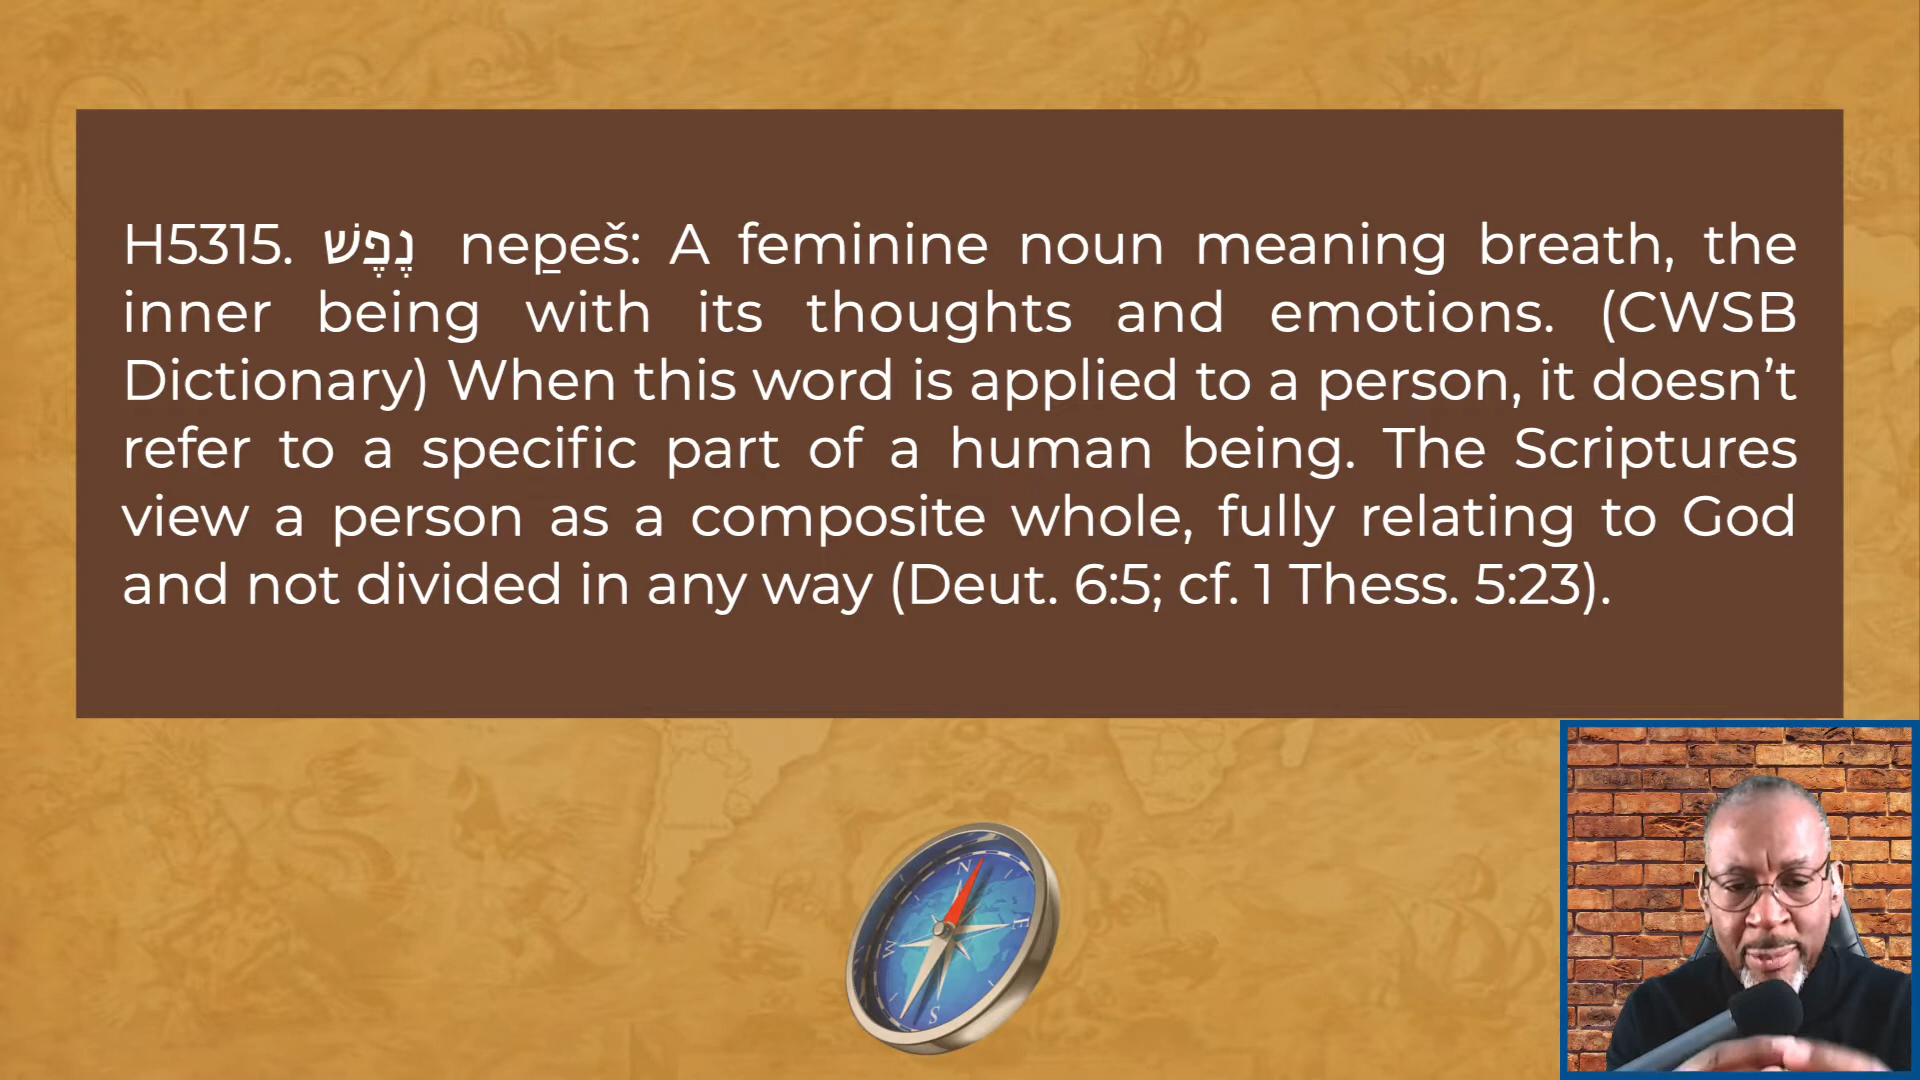 H5315. נֶפֶשׁ nep̱eš: A feminine noun meaning breath, the
inner being with its thoughts and emotions. (CWSB
Dictionary) When this word is applied to a person, it doesn’t
refer to a specific part of a human being. The Scriptures
view a person as a composite whole, fully relating to God
and not divided in any way (Deut. 6:5; cf. 1 Thess. 5:23).
N
E
W
S